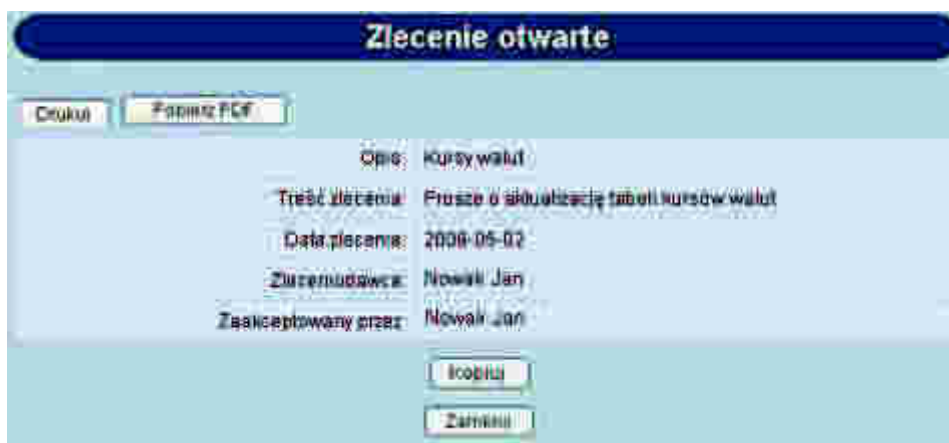 Zlecenie otwarte
Drukuj Pobierz PDF
Opis: Kursy walut
Treść zlecenia: Proszę o aktualizację tabeli kursów walut
Data zlecenia: 2008-05-02
Zleceniodawca: Nowak Jan
Zaakceptowany przez: Nowak Jan
Kopiuj
Zamknij